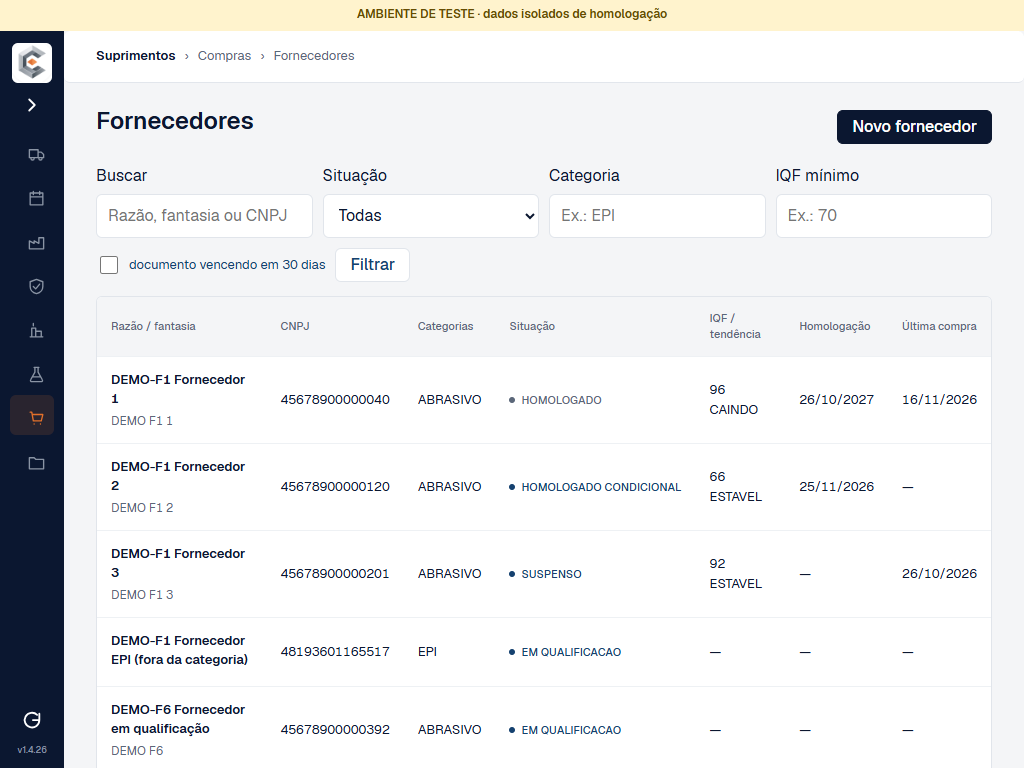 AMBIENTE DE TESTE · dados isolados de homologação
Suprimentos › Compras › Fornecedores
Fornecedores
Novo fornecedor
Buscar
Situação
Categoria
IQF mínimo
Razão, fantasia ou CNPJ
Todas
Ex.: EPI
Ex.: 70
documento vencendo em 30 dias
Filtrar
Razão / fantasia
CNPJ
Categorias
Situação
IQF /
tendência
Homologação
Última compra
DEMO-F1 Fornecedor
1
DEMO F1 1
45678900000040
ABRASIVO
HOMOLOGADO
96
CAINDO
26/10/2027
16/11/2026
DEMO-F1 Fornecedor
2
DEMO F1 2
45678900000120
ABRASIVO
HOMOLOGADO CONDICIONAL
66
ESTAVEL
25/11/2026
—
DEMO-F1 Fornecedor
3
DEMO F1 3
45678900000201
ABRASIVO
SUSPENSO
92
ESTAVEL
—
26/10/2026
DEMO-F1 Fornecedor
EPI (fora da categoria)
48193601165517
EPI
EM QUALIFICACAO
—
—
—
DEMO-F6 Fornecedor
em qualificação
DEMO F6
45678900000392
ABRASIVO
EM QUALIFICACAO
—
—
—
v1.4.26